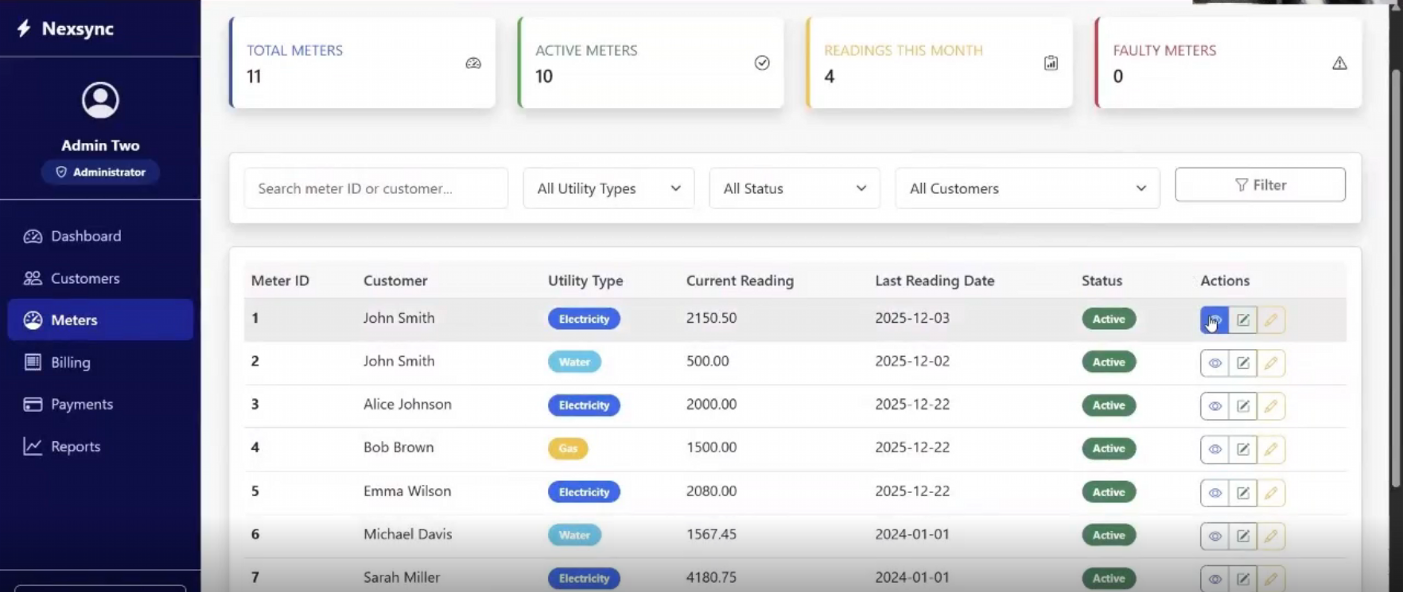 Nexsync
Admin Two
Administrator
Dashboard
Customers
Meters
Billing
Payments
Reports
TOTAL METERS
11
ACTIVE METERS
10
READINGS THIS MONTH
4
FAULTY METERS
0
Search meter ID or customer...
All Utility Types
All Status
All Customers
Filter
Meter ID Customer Utility Type Current Reading Last Reading Date Status Actions
1 John Smith Electricity 2150.50 2025-12-03 Active
2 John Smith Water 500.00 2025-12-02 Active
3 Alice Johnson Electricity 2000.00 2025-12-22 Active
4 Bob Brown Gas 1500.00 2025-12-22 Active
5 Emma Wilson Electricity 2080.00 2025-12-22 Active
6 Michael Davis Water 1567.45 2024-01-01 Active
7 Sarah Miller Electricity 4180.75 2024-01-01 Active